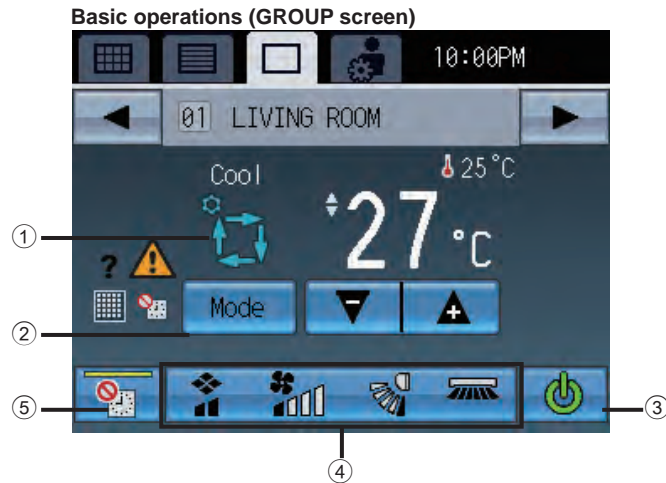 Basic operations (GROUP screen)
10:00PM
01 LIVING ROOM
Cool
25°C
27°C
①
?
Mode
− +
②
⑤
③
④